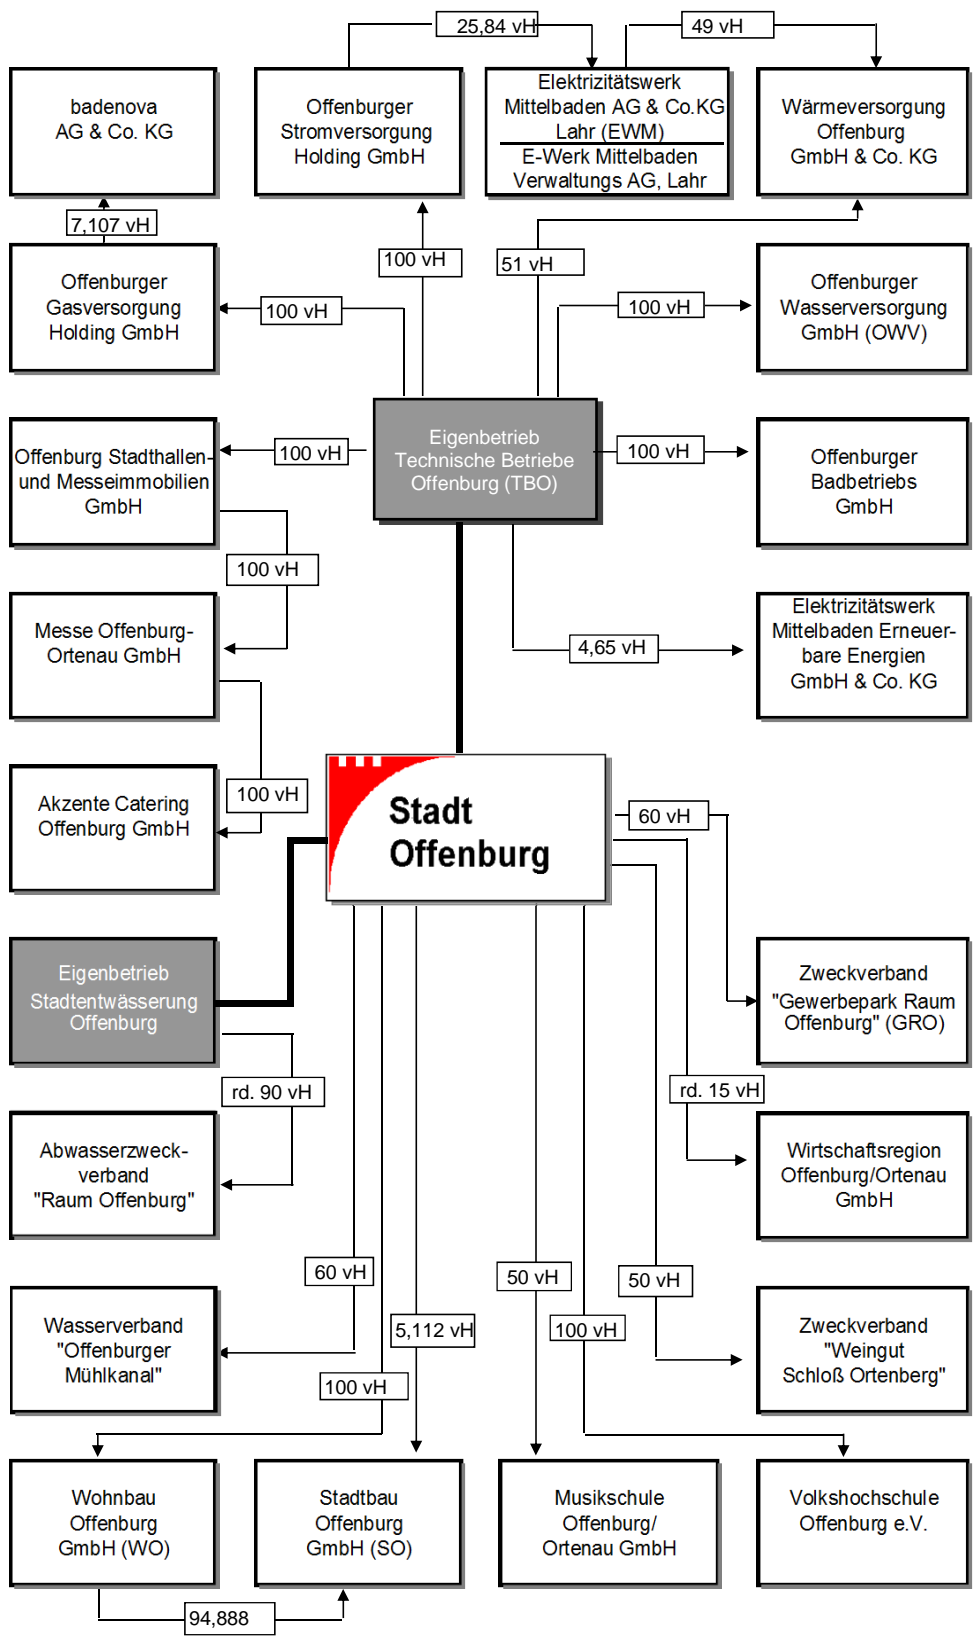 25,84 vH
49 vH
badenova
AG & Co. KG
Offenburger
Stromversorgung
Holding GmbH
Elektrizitätswerk
Mittelbaden AG & Co.KG
Lahr (EWM)
E-Werk Mittelbaden
Verwaltungs AG, Lahr
Wärmeversorgung
Offenburg
GmbH & Co. KG
7,107 vH
100 vH
51 vH
Offenburger
Gasversorgung
Holding GmbH
100 vH
100 vH
Offenburger
Wasserversorgung
GmbH (OWV)
Offenburg Stadthallen-
und Messeimmobilien
GmbH
100 vH
Eigenbetrieb
Technische Betriebe
Offenburg (TBO)
100 vH
Offenburger
Badbetriebs
GmbH
100 vH
Messe Offenburg-
Ortenau GmbH
4,65 vH
Elektrizitätswerk
Mittelbaden Erneuer-
bare Energien
GmbH & Co. KG
100 vH
Akzente Catering
Offenburg GmbH
Stadt
Offenburg
60 vH
Eigenbetrieb
Stadtentwässerung
Offenburg
Zweckverband
"Gewerbepark Raum
Offenburg" (GRO)
rd. 90 vH
rd. 15 vH
Abwasserzweck-
verband
"Raum Offenburg"
Wirtschaftsregion
Offenburg/Ortenau
GmbH
60 vH
50 vH
50 vH
Wasserverband
"Offenburger
Mühlkanal"
5,112 vH
100 vH
Zweckverband
"Weingut
Schloß Ortenberg"
100 vH
Wohnbau
Offenburg
GmbH (WO)
Stadtbau
Offenburg
GmbH (SO)
Musikschule
Offenburg/
Ortenau GmbH
Volkshochschule
Offenburg e.V.
94,888